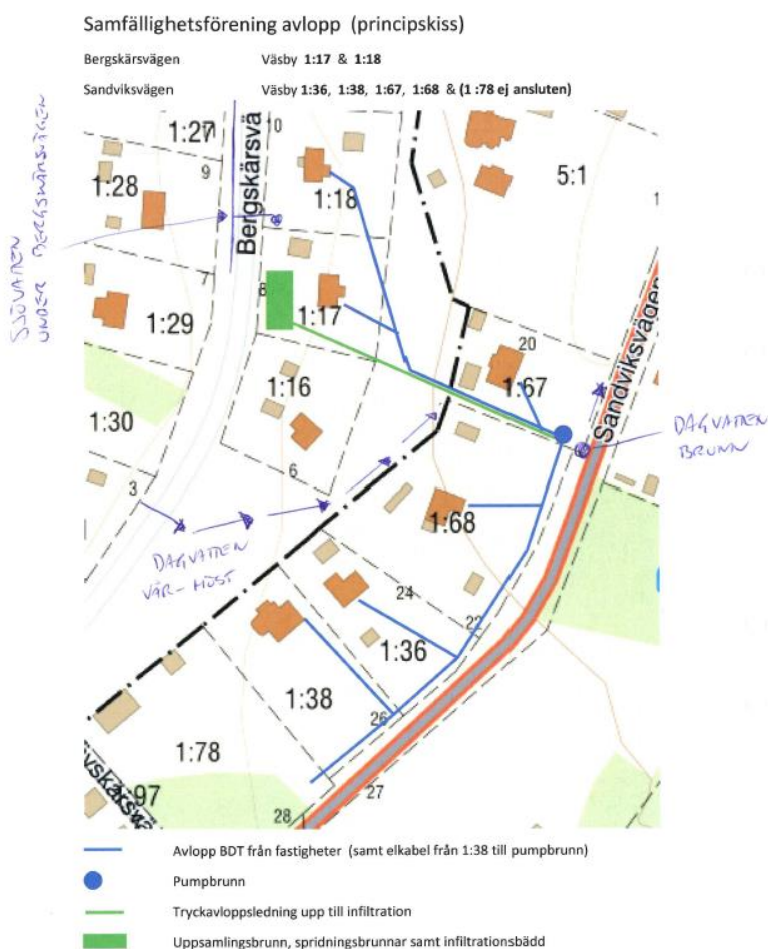 Samfällighetsförening avlopp (principskiss)
Bergskärsvägen Väsby 1:17 & 1:18
Sandviksvägen Väsby 1:36, 1:38, 1:67, 1:68 & (1 :78 ej ansluten)
1:27
10
9
1:28
Bergskärsvä
1:18
5:1
SJÖVATTEN
UNDER BERGSKÄRSVÄGEN
7
8
1:29
1:17
20
Sandviksvägen
1:16
1:67
1:30
DAGVATTEN
BRUNN
6
3
1:68
DAGVATTEN
VÅR-HÖST
24
22
1:36
1:38
26
1:78
97
27
28
Avlopp BDT från fastigheter (samt elkabel från 1:38 till pumpbrunn)
Pumpbrunn
Tryckavloppsledning upp till infiltration
Uppsamlingsbrunn, spridningsbrunnar samt infiltrationsbädd